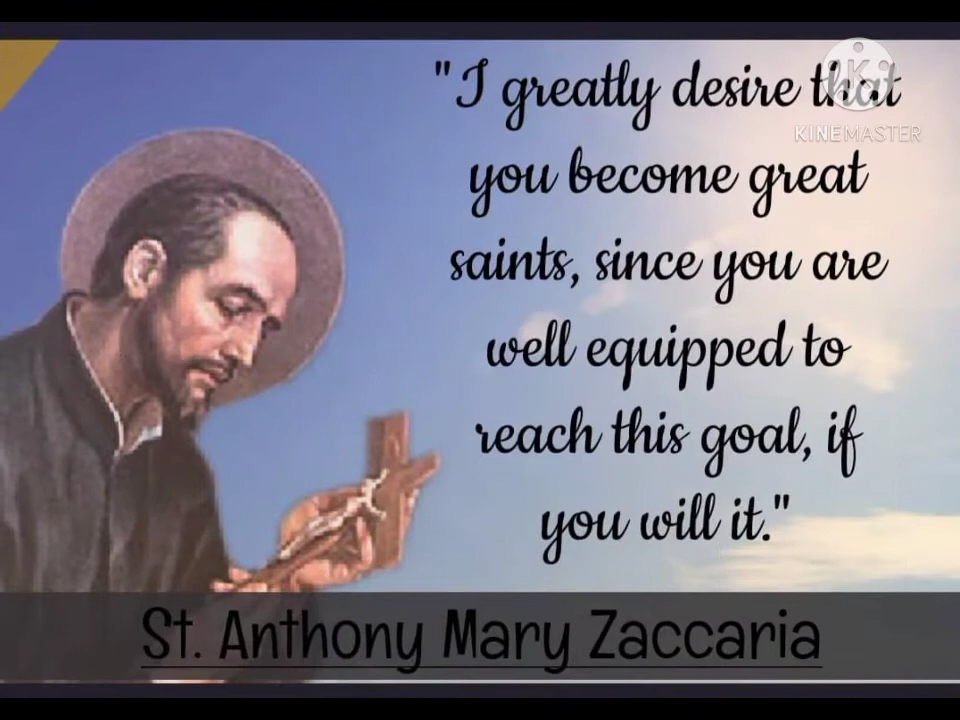 "I greatly desire that
KINEMASTER
you become great
saints, since you are
well equipped to
reach this goal, if
you will it."
St. Anthony Mary Zaccaria